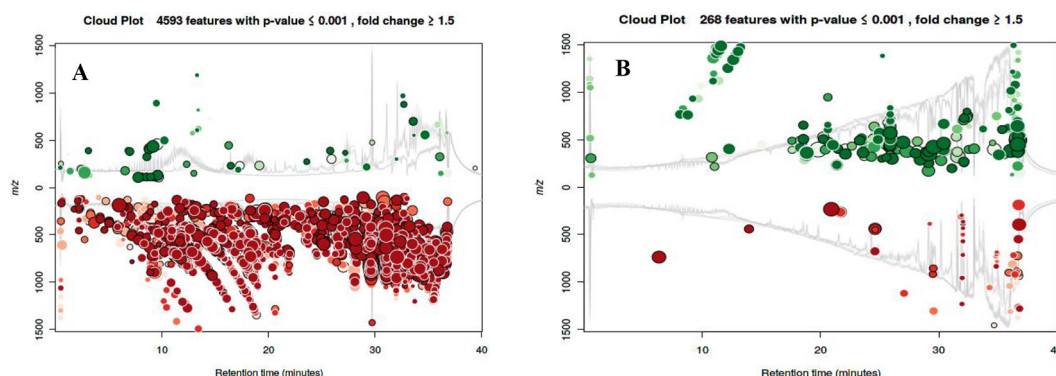 Cloud Plot 4593 features with p-value ≤ 0.001 , fold change ≥ 1.5
A
1500
1000
500
0
500
1000
1500
m/z
10
20
30
40
Retention time (minutes)
Cloud Plot 268 features with p-value ≤ 0.001 , fold change ≥ 1.5
B
1500
1000
500
0
500
1000
1500
m/z
10
20
30
40
Retention time (minutes)